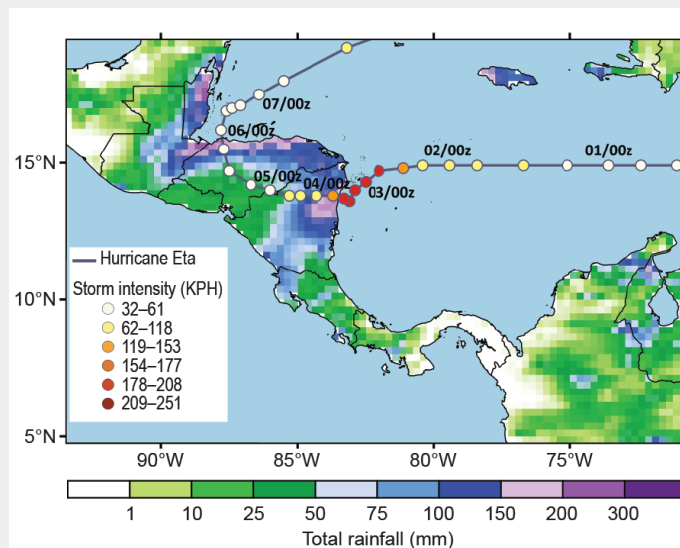 07/00z
06/00z
15°N
02/00z
01/00z
05/00z
04/00z
03/00z
Hurricane Eta
Storm intensity (KPH)
32–61
62–118
119–153
154–177
178–208
209–251
10°N
5°N
90°W 85°W 80°W 75°W
1 10 25 50 75 100 150 200 300
Total rainfall (mm)